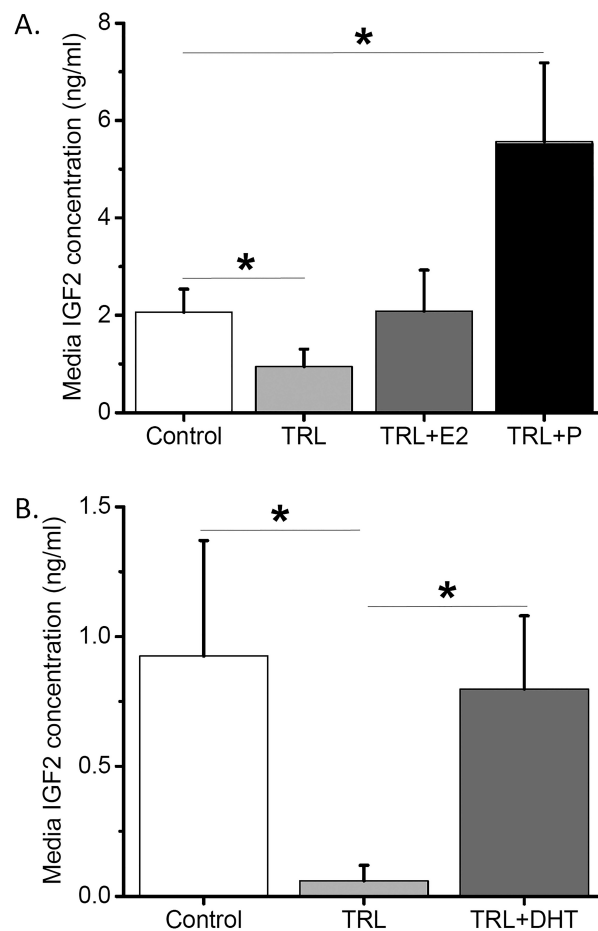 A.
Media IGF2 concentration (ng/ml)
8
6
4
2
0
*
*
Control TRL TRL+E2 TRL+P
B.
Media IGF2 concentration (ng/ml)
1.5
1.0
0.5
0.0
*
*
Control TRL TRL+DHT